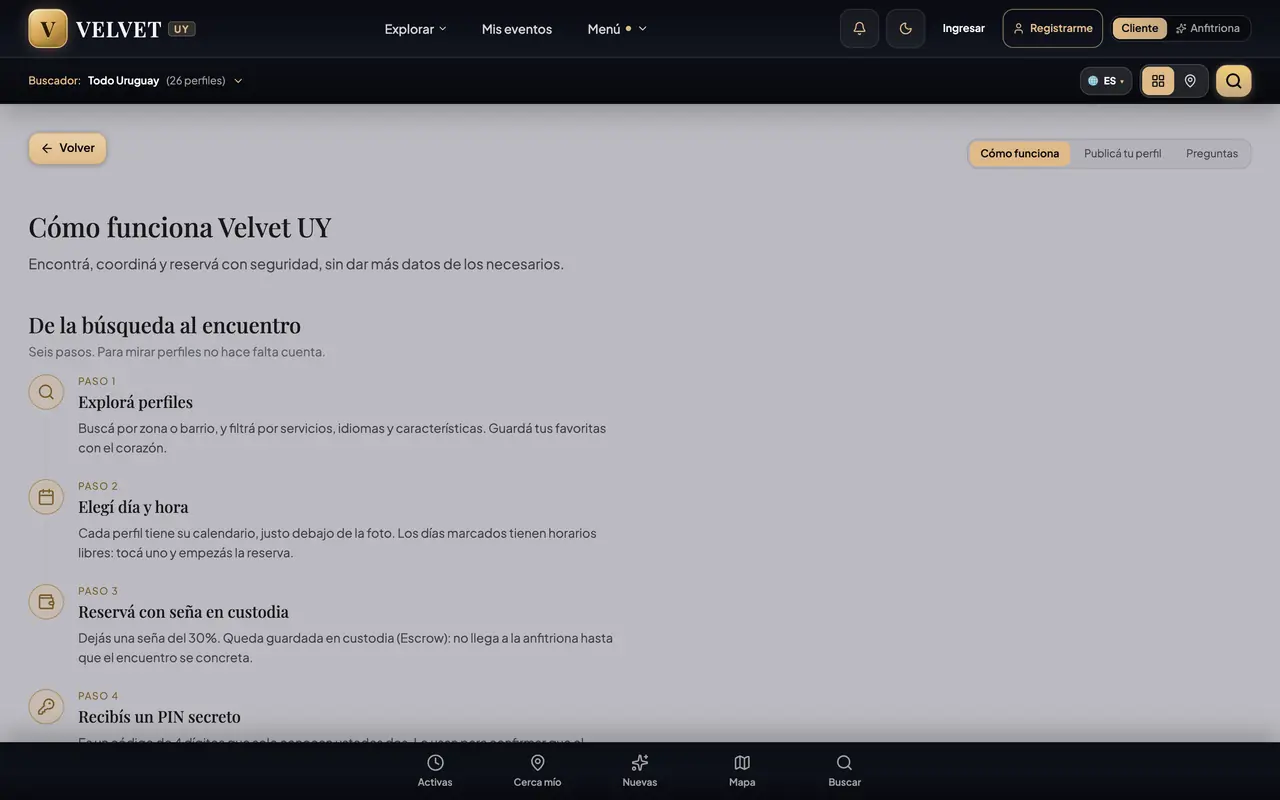 V VELVET UY
Explorar
Mis eventos
Menú
Ingresar
Registrarme
Cliente
Anfitriona
Buscador: Todo Uruguay (26 perfiles)
ES
Volver
Cómo funciona
Publicá tu perfil
Preguntas
Cómo funciona Velvet UY
Encontrá, coordiná y reservá con seguridad, sin dar más datos de los necesarios.
De la búsqueda al encuentro
Seis pasos. Para mirar perfiles no hace falta cuenta.
PASO 1
Explorá perfiles
Buscá por zona o barrio, y filtrá por servicios, idiomas y características. Guardá tus favoritas
con el corazón.
PASO 2
Elegí día y hora
Cada perfil tiene su calendario, justo debajo de la foto. Los días marcados tienen horarios
libres: tocá uno y empezás la reserva.
PASO 3
Reservá con seña en custodia
Dejás una seña del 30%. Queda guardada en custodia (Escrow): no llega a la anfitriona hasta
que el encuentro se concreta.
PASO 4
Recibís un PIN secreto
Activas
Cerca mío
Nuevas
Mapa
Buscar